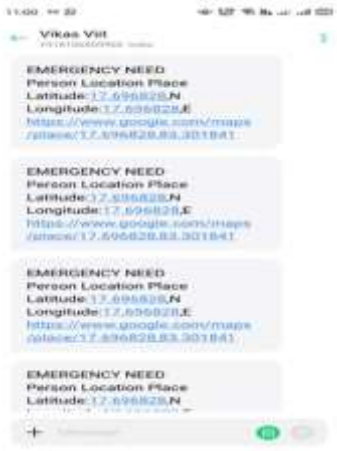 11:00
Vikas Viit
EMERGENCY NEED
Person Location Place
Latitude:17.696828,N
Longitude:17.696828,E
https://www.google.com/maps
/place/17.696828,83.301841
EMERGENCY NEED
Person Location Place
Latitude:17.696828,N
Longitude:17.696828,E
https://www.google.com/maps
/place/17.696828,83.301841
EMERGENCY NEED
Person Location Place
Latitude:17.696828,N
Longitude:17.696828,E
https://www.google.com/maps
/place/17.696828,83.301841
EMERGENCY NEED
Person Location Place
Latitude:17.696828,N